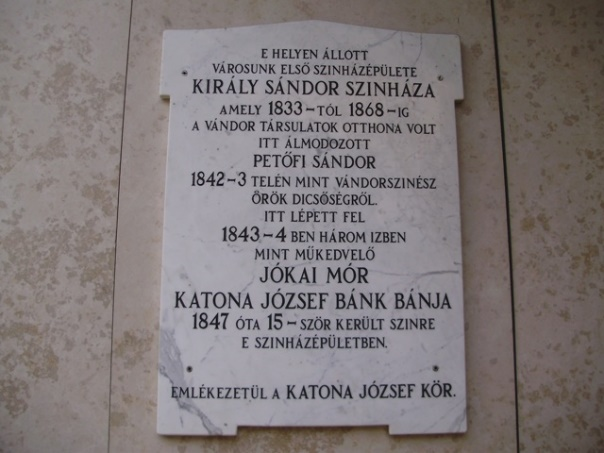 E HELYEN ÁLLOTT
VÁROSUNK ELSŐ SZINHÁZÉPÜLETE
KIRÁLY SÁNDOR SZINHÁZA
AMELY 1833-TÓL 1868-IG
A VÁNDOR TÁRSULATOK OTTHONA VOLT
ITT ÁLMODOZOTT
PETŐFI SÁNDOR
1842-3 TELÉN MINT VÁNDORSZINÉSZ
ÖRÖK DICSŐSÉGRŐL.
ITT LÉPETT FEL
1843-4 BEN HÁROM IZBEN
MINT MŰKEDVELŐ
JÓKAI MÓR
KATONA JÓZSEF BÁNK BÁNJA
1847 ÓTA 15-SZÖR KERÜLT SZINRE
E SZINHÁZÉPÜLETBEN.
EMLÉKEZETÜL A KATONA JÓZSEF KÖR.